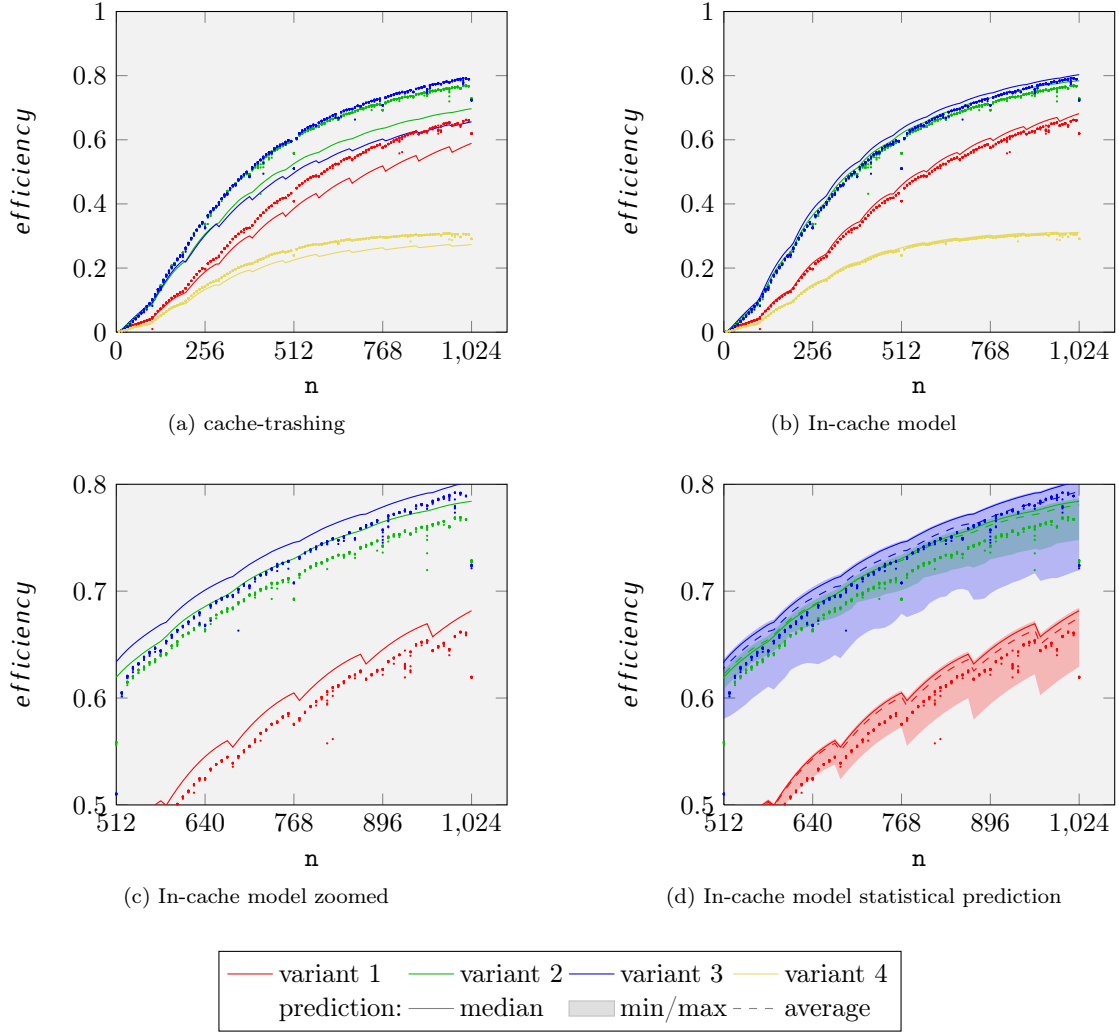 1
0.8
0.6
0.4
0.2
0
efficiency
0 256 512 768 1,024
n
(a) cache-trashing
1
0.8
0.6
0.4
0.2
0
efficiency
0 256 512 768 1,024
n
(b) In-cache model
0.8
0.7
0.6
0.5
efficiency
512 640 768 896 1,024
n
(c) In-cache model zoomed
0.8
0.7
0.6
0.5
efficiency
512 640 768 896 1,024
n
(d) In-cache model statistical prediction
variant 1 variant 2 variant 3 variant 4
prediction: median min/max average